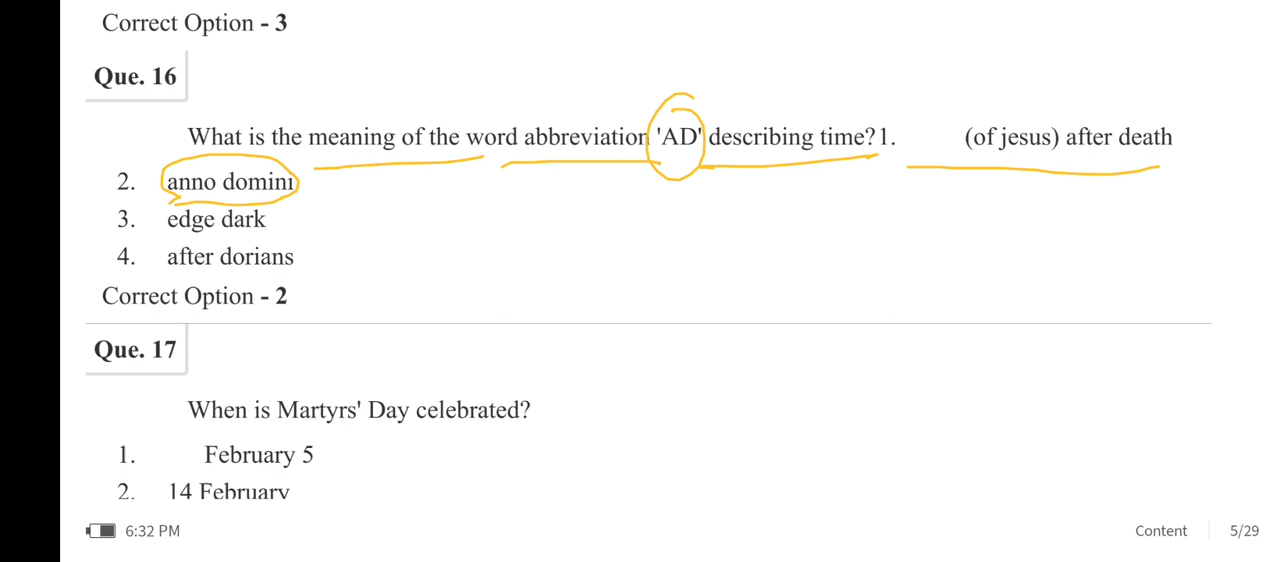 Correct Option - 3
Que. 16
What is the meaning of the word abbreviation 'AD' describing time?1. (of jesus) after death
2. anno domini
3. edge dark
4. after dorians
Correct Option - 2
Que. 17
When is Martyrs' Day celebrated?
1. February 5
2. 14 February
6:32 PM Content 5/29